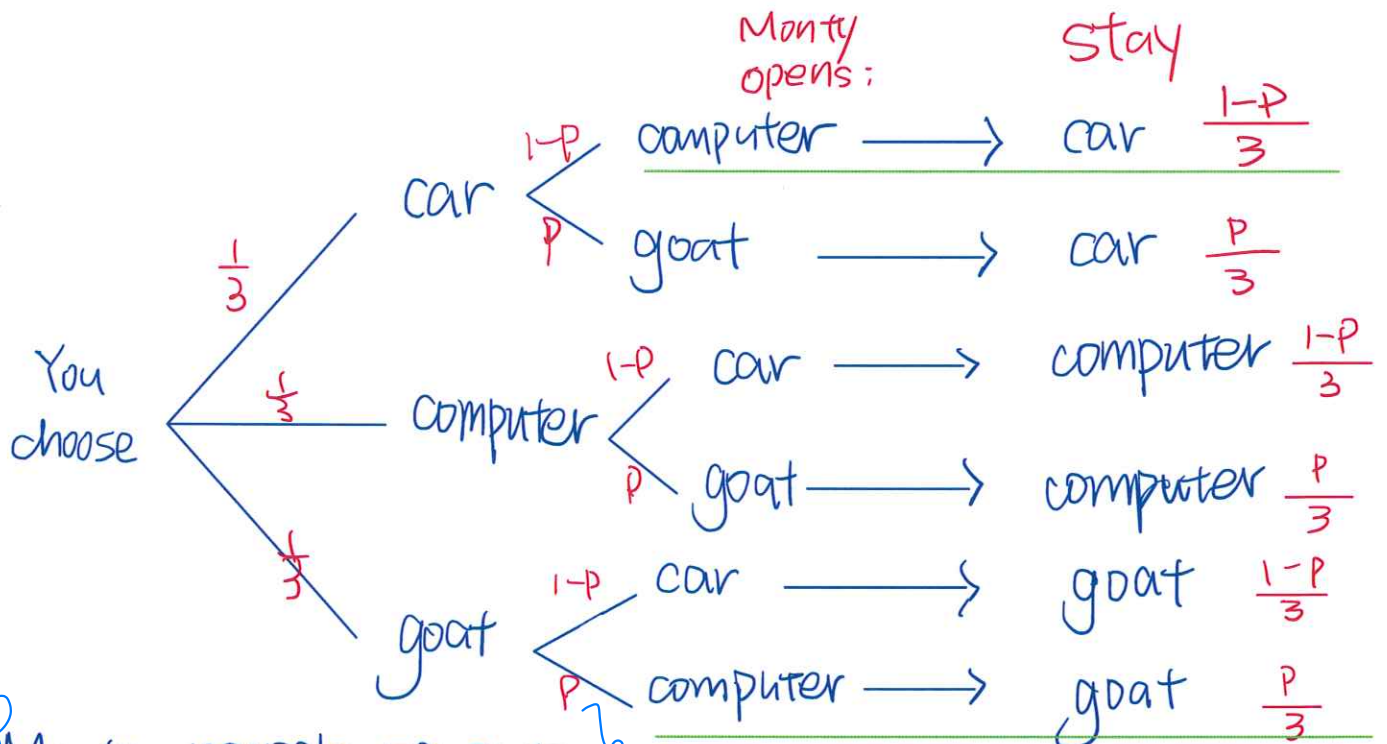 Monty
opens:
Stay
1-P computer → car 1-P/3
1/3 car
P goat → car P/3
You
choose
1/3 computer
1-P car → computer 1-P/3
P goat → computer P/3
1/3 goat
1-P car → goat 1-P/3
P computer → goat P/3